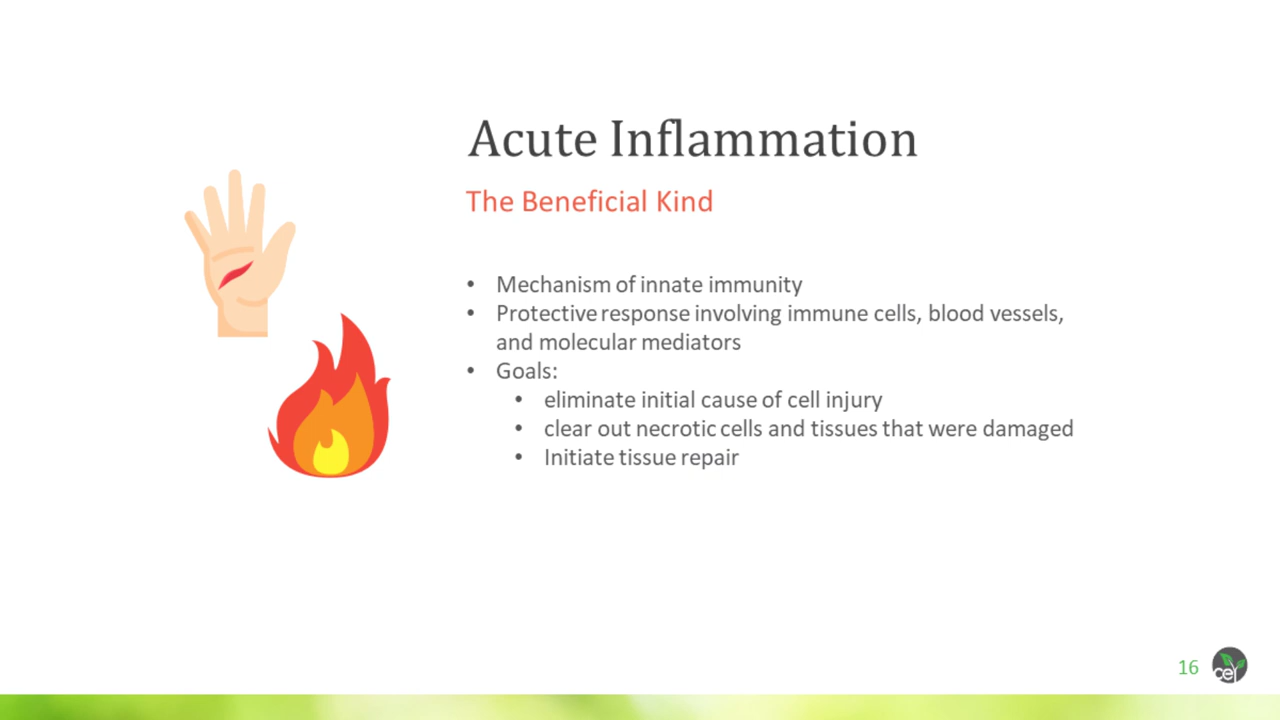 Acute Inflammation
The Beneficial Kind
• Mechanism of innate immunity
• Protective response involving immune cells, blood vessels,
and molecular mediators
• Goals:
• eliminate initial cause of cell injury
• clear out necrotic cells and tissues that were damaged
• Initiate tissue repair
16